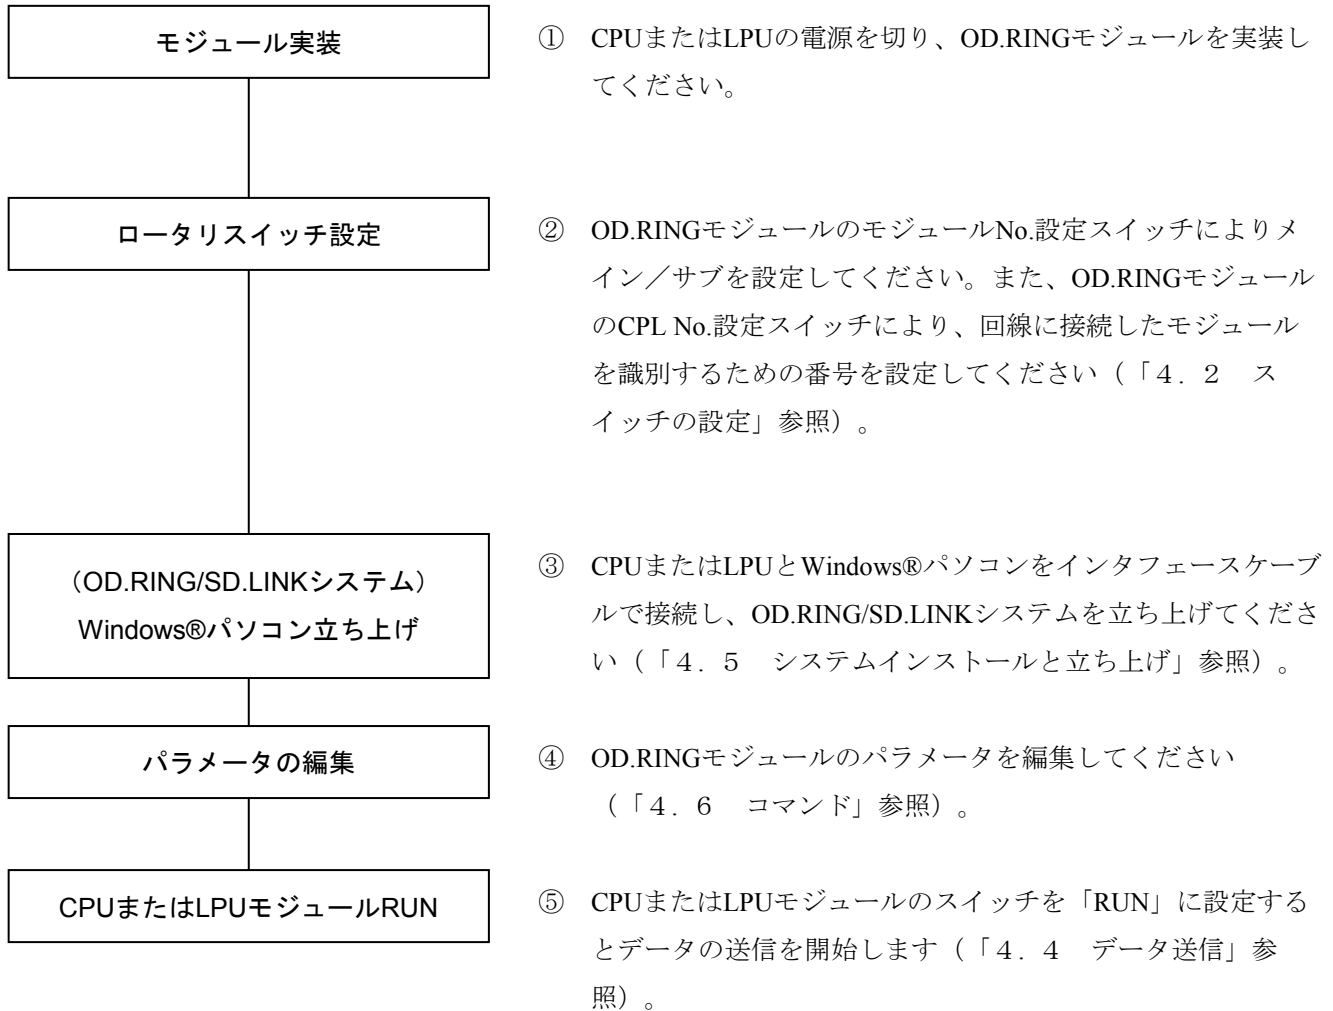 モジュール実装
① CPUまたはLPUの電源を切り、OD.RINGモジュールを実装し
てください。
ロータリスイッチ設定
② OD.RINGモジュールのモジュールNo.設定スイッチによりメ
イン／サブを設定してください。また、OD.RINGモジュール
のCPL No.設定スイッチにより、回線に接続したモジュール
を識別するための番号を設定してください（「４．２　ス
イッチの設定」参照）。
（OD.RING/SD.LINKシステム）
Windows®パソコン立ち上げ
③ CPUまたはLPUとWindows®パソコンをインタフェースケーブ
ルで接続し、OD.RING/SD.LINKシステムを立ち上げてくださ
い（「４．５　システムインストールと立ち上げ」参照）。
パラメータの編集
④ OD.RINGモジュールのパラメータを編集してください
（「４．６　コマンド」参照）。
CPUまたはLPUモジュールRUN
⑤ CPUまたはLPUモジュールのスイッチを「RUN」に設定する
とデータの送信を開始します（「４．４　データ送信」参
照）。